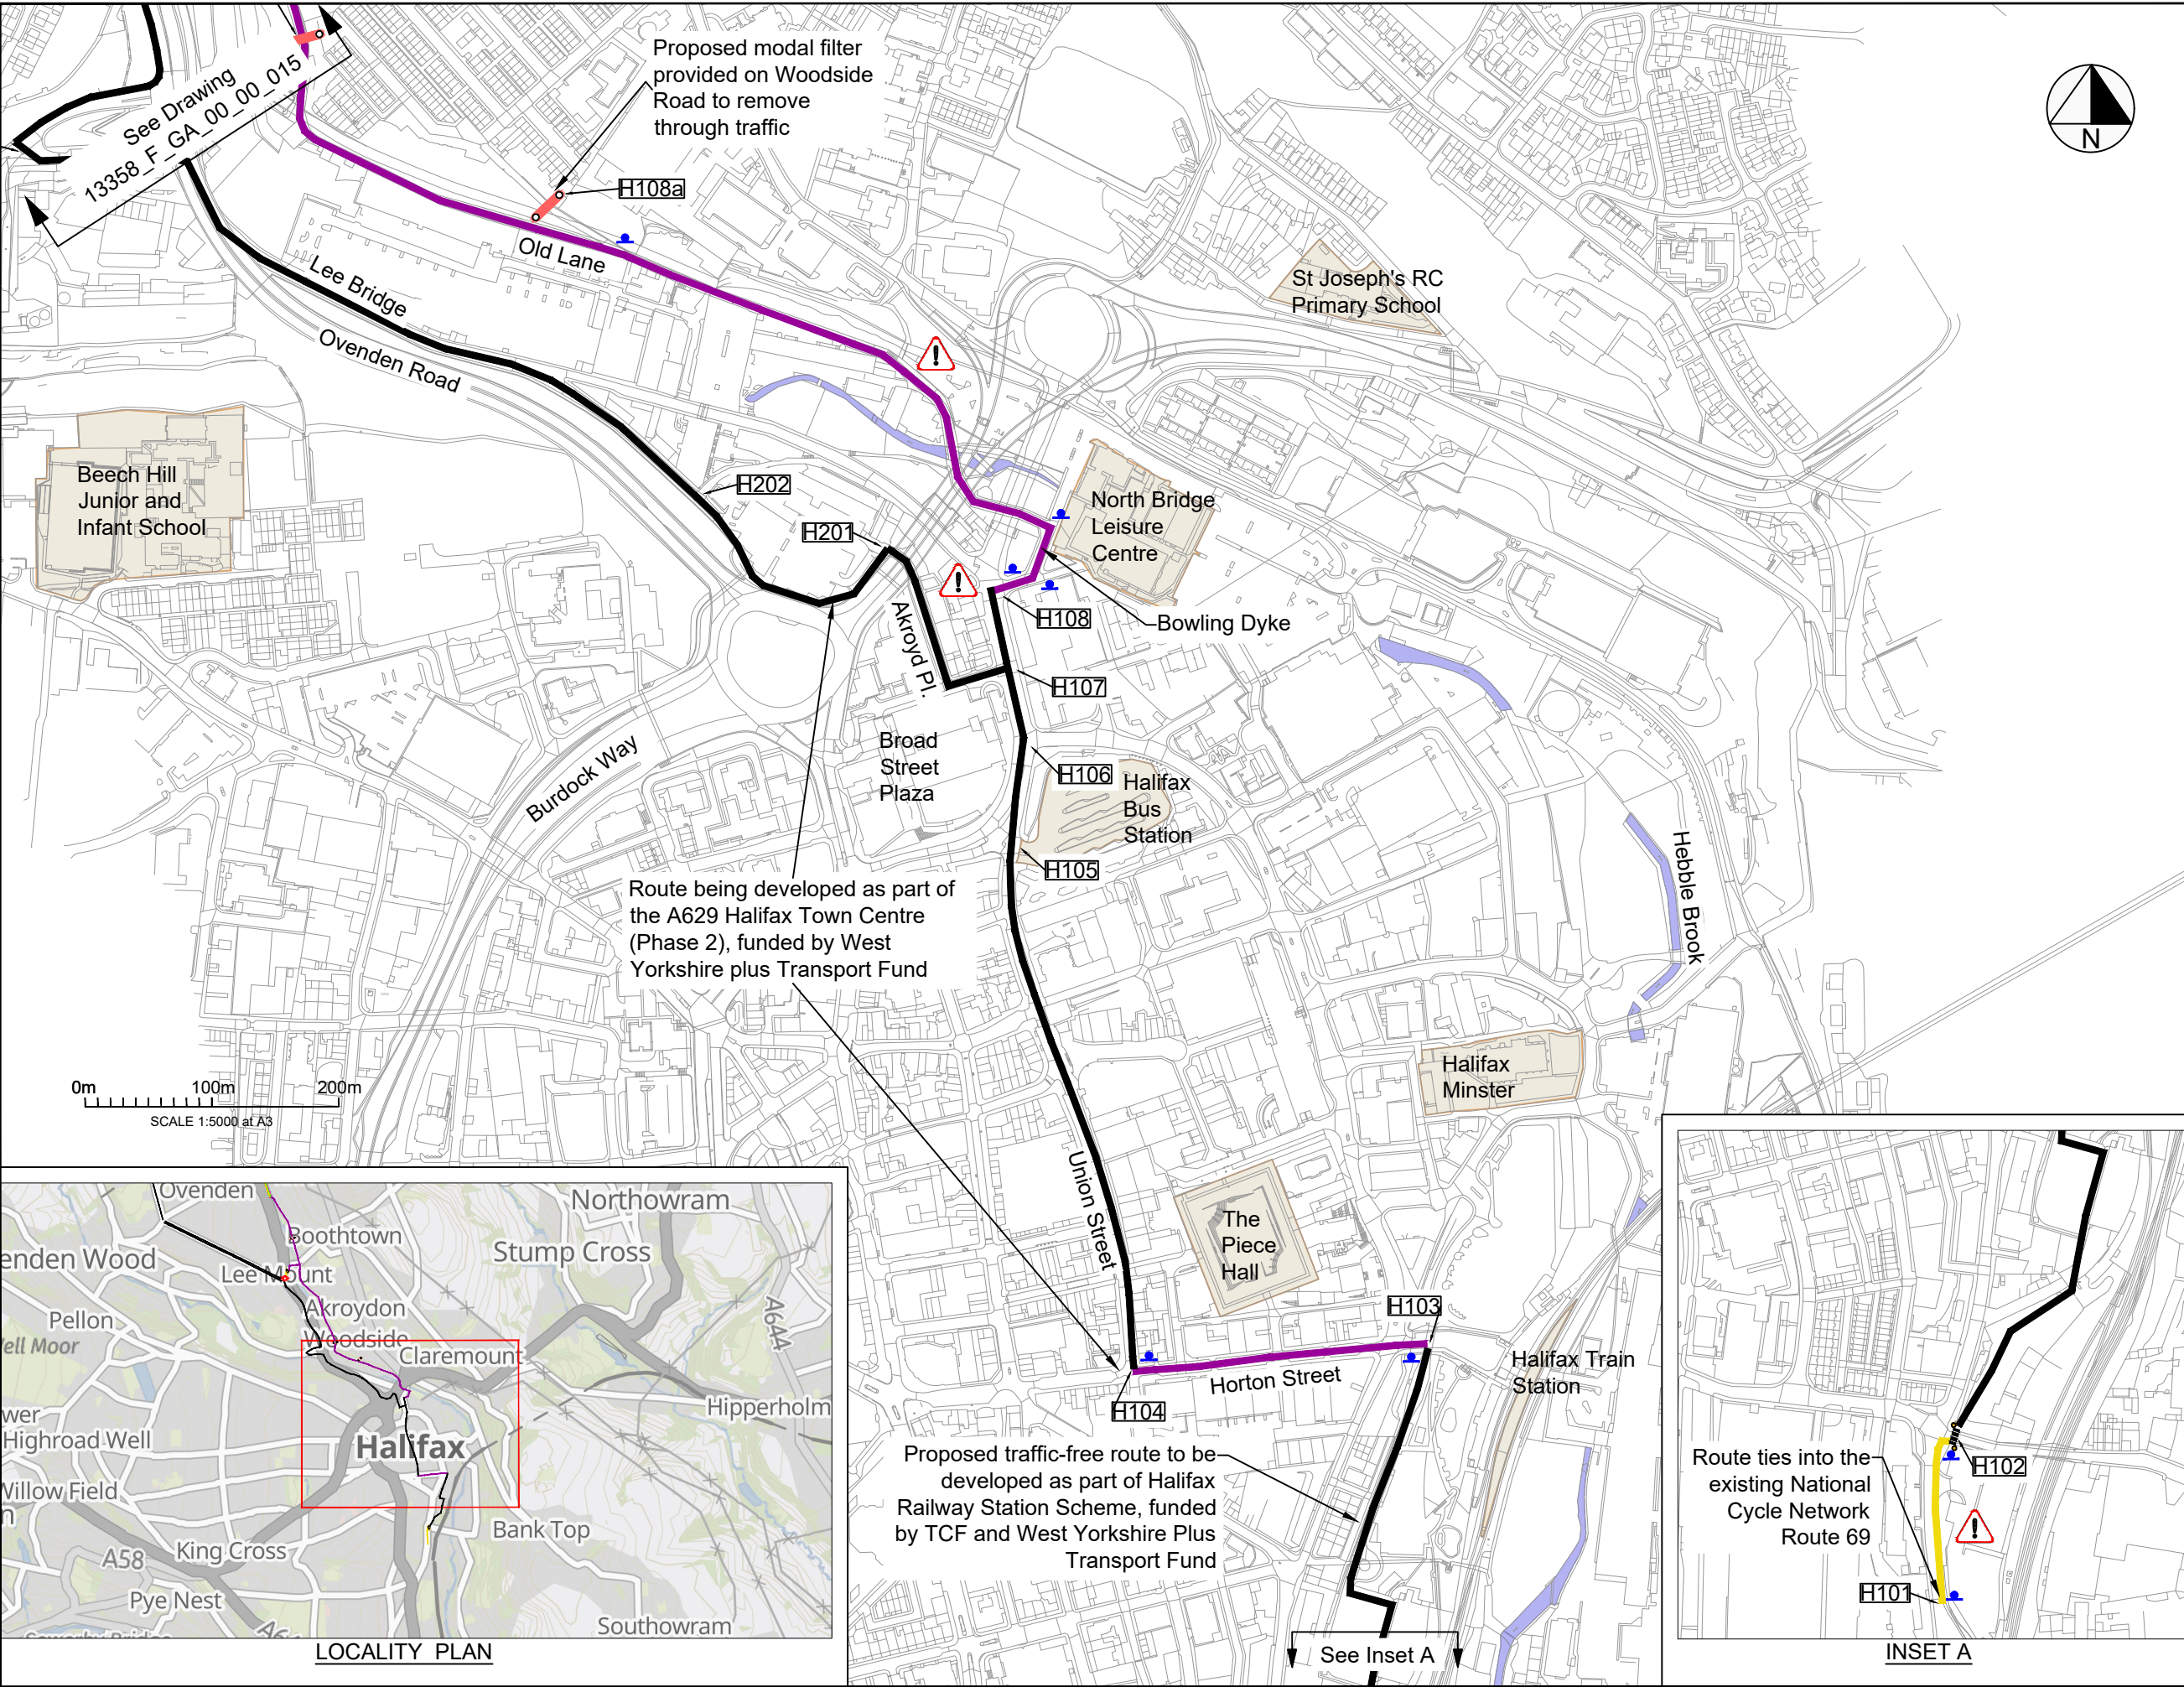 See Drawing
13358_F_GA_00_00_015
Proposed modal filter
provided on Woodside
Road to remove
through traffic
H108a
N
Old Lane
Lee Bridge
Ovenden Road
St Joseph's RC
Primary School
Beech Hill
Junior and
Infant School
H202
H201
North Bridge
Leisure
Centre
H108
Bowling Dyke
Akroyd Pl.
H107
Broad
Street
Plaza
Burdock Way
H106
Halifax
Bus
Station
H105
Hebble Brook
Route being developed as part of
the A629 Halifax Town Centre
(Phase 2), funded by West
Yorkshire plus Transport Fund
Halifax
Minster
0m
100m
200m
SCALE 1:5000 at A3
Union Street
The
Piece
Hall
H103
Horton Street
H104
Halifax Train
Station
Proposed traffic-free route to be
developed as part of Halifax
Railway Station Scheme, funded
by TCF and West Yorkshire Plus
Transport Fund
See Inset A
Ovenden
Northowram
Boothtown
enden Wood
Stump Cross
Lee Mount
Akroydon
A644
Pellon
Woodside
ell Moor
Claremount
Hipperholm
wer
Highroad Well
Halifax
Willow Field
n
Bank Top
King Cross
A58
Pye Nest
Southowram
LOCALITY PLAN
Route ties into the
existing National
Cycle Network
Route 69
H102
H101
INSET A